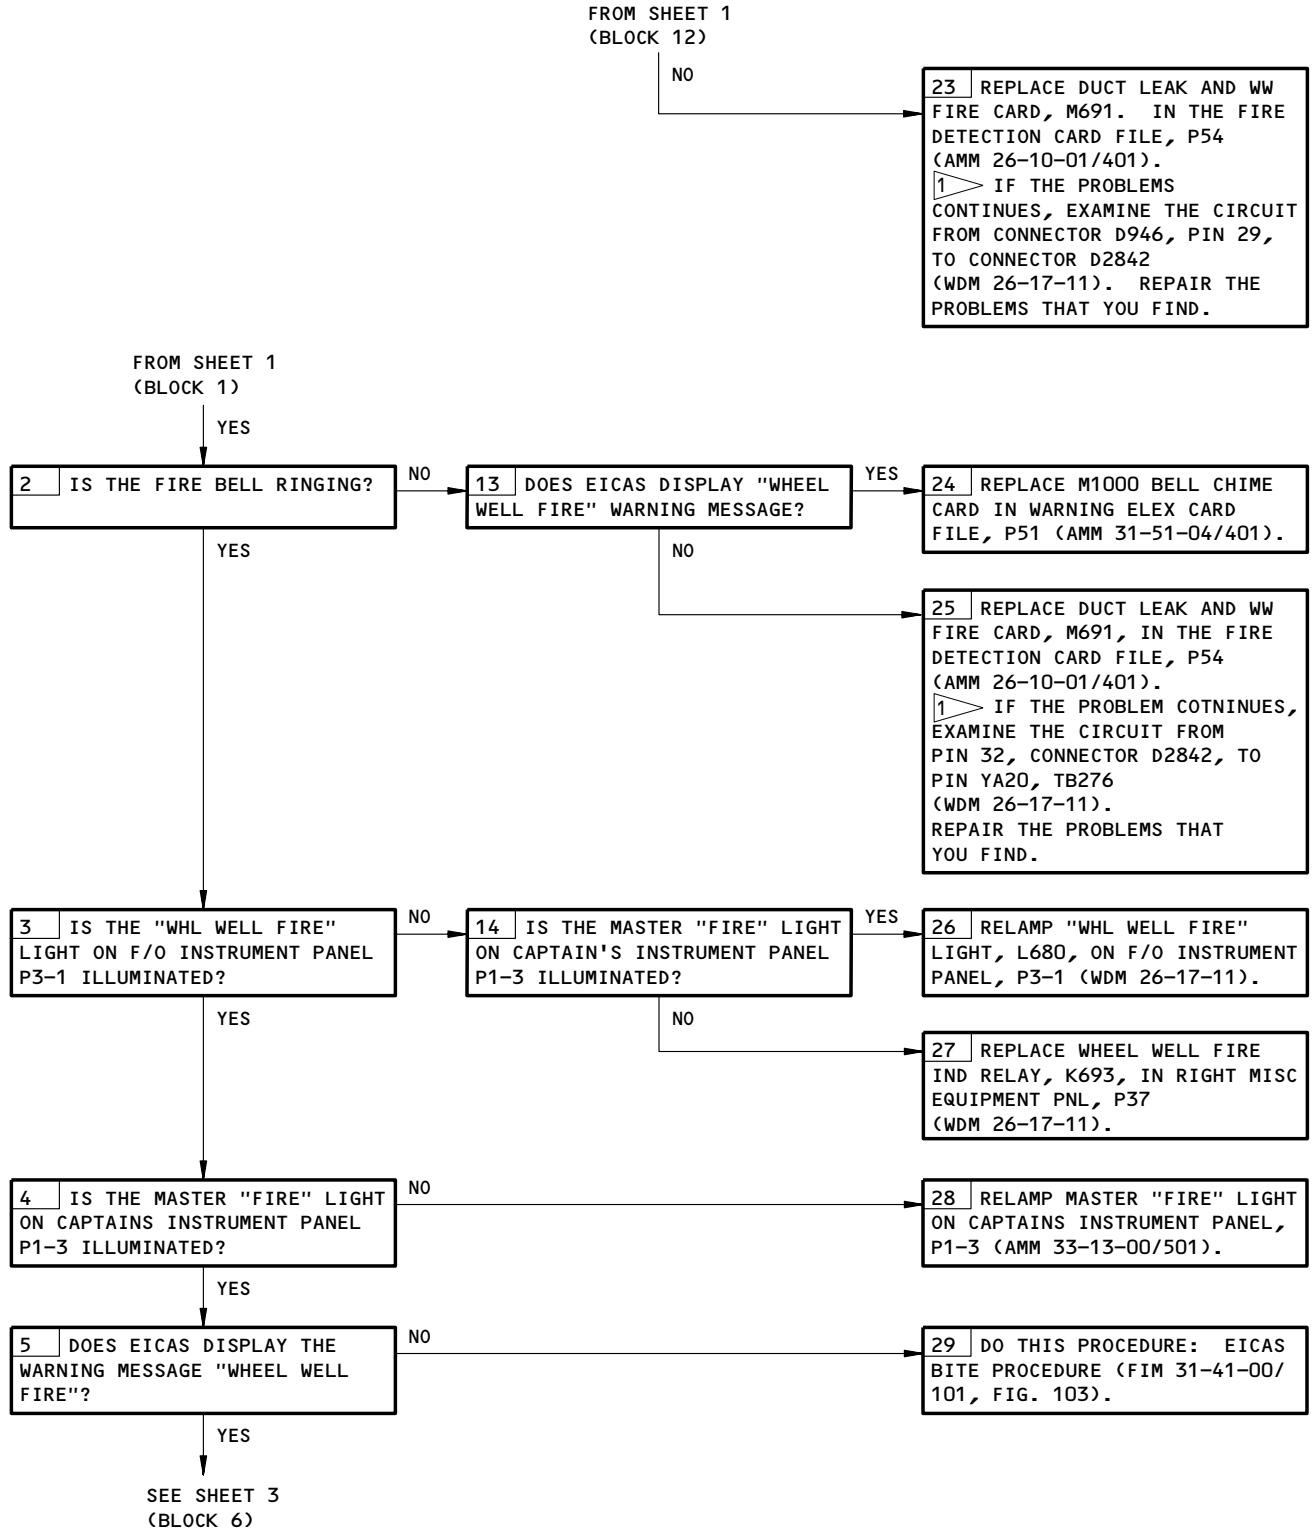 FROM SHEET 1
(BLOCK 12)
NO
23 REPLACE DUCT LEAK AND WW
FIRE CARD, M691. IN THE FIRE
DETECTION CARD FILE, P54
(AMM 26-10-01/401).
1 IF THE PROBLEMS
CONTINUES, EXAMINE THE CIRCUIT
FROM CONNECTOR D946, PIN 29,
TO CONNECTOR D2842
(WDM 26-17-11). REPAIR THE
PROBLEMS THAT YOU FIND.
FROM SHEET 1
(BLOCK 1)
YES
2 IS THE FIRE BELL RINGING?
NO
YES
13 DOES EICAS DISPLAY "WHEEL
WELL FIRE" WARNING MESSAGE?
YES
NO
24 REPLACE M1000 BELL CHIME
CARD IN WARNING ELEX CARD
FILE, P51 (AMM 31-51-04/401).
25 REPLACE DUCT LEAK AND WW
FIRE CARD, M691, IN THE FIRE
DETECTION CARD FILE, P54
(AMM 26-10-01/401).
1 IF THE PROBLEM COTNINUES,
EXAMINE THE CIRCUIT FROM
PIN 32, CONNECTOR D2842, TO
PIN YA20, TB276
(WDM 26-17-11).
REPAIR THE PROBLEMS THAT
YOU FIND.
3 IS THE "WHL WELL FIRE"
LIGHT ON F/O INSTRUMENT PANEL
P3-1 ILLUMINATED?
NO
YES
14 IS THE MASTER "FIRE" LIGHT
ON CAPTAIN'S INSTRUMENT PANEL
P1-3 ILLUMINATED?
YES
NO
26 RELAMP "WHL WELL FIRE"
LIGHT, L680, ON F/O INSTRUMENT
PANEL, P3-1 (WDM 26-17-11).
27 REPLACE WHEEL WELL FIRE
IND RELAY, K693, IN RIGHT MISC
EQUIPMENT PNL, P37
(WDM 26-17-11).
4 IS THE MASTER "FIRE" LIGHT
ON CAPTAINS INSTRUMENT PANEL
P1-3 ILLUMINATED?
NO
YES
28 RELAMP MASTER "FIRE" LIGHT
ON CAPTAINS INSTRUMENT PANEL,
P1-3 (AMM 33-13-00/501).
5 DOES EICAS DISPLAY THE
WARNING MESSAGE "WHEEL WELL
FIRE"?
NO
YES
29 DO THIS PROCEDURE: EICAS
BITE PROCEDURE (FIM 31-41-00/
101, FIG. 103).
SEE SHEET 3
(BLOCK 6)